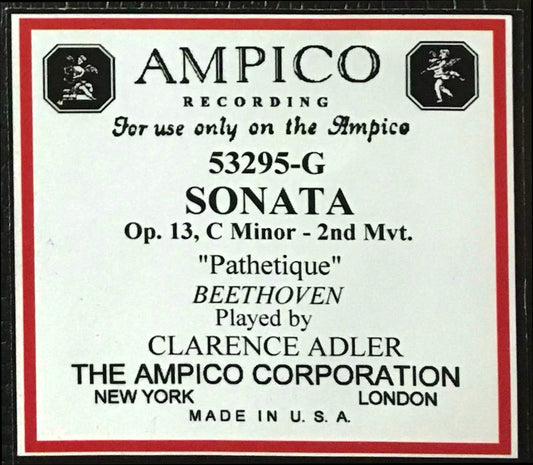 AMPICO
RECORDING
For use only on the Ampico
53295-G
SONATA
Op. 13, C Minor - 2nd Mvt.
"Pathetique"
BEETHOVEN
Played by
CLARENCE ADLER
THE AMPICO CORPORATION
NEW YORK LONDON
MADE IN U. S. A.